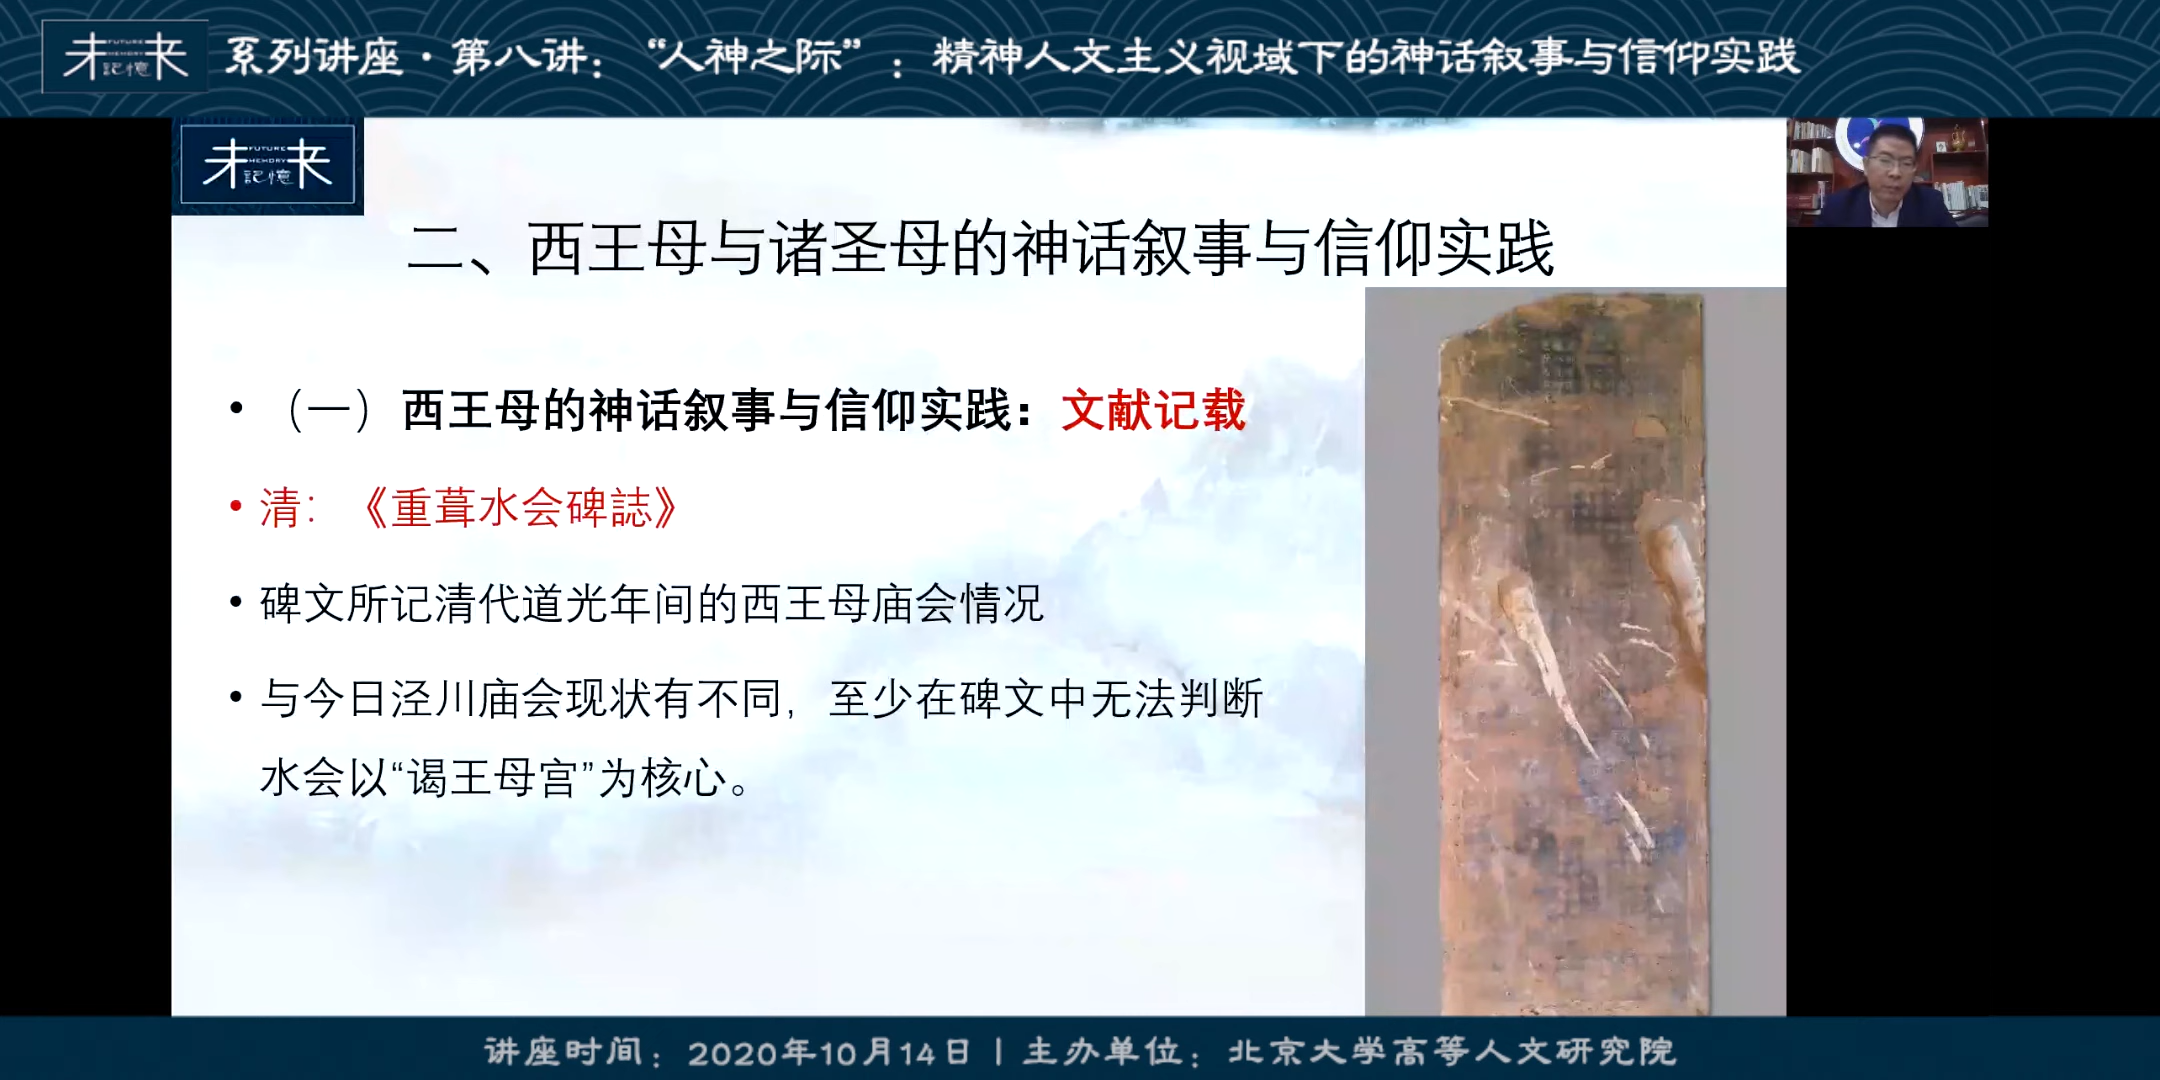 未来
記憶
系列讲座·第八讲：“人神之际”：精神人文主义视域下的神话叙事与信仰实践
未来
FUTURE
MEMORY
記憶
二、西王母与诸圣母的神话叙事与信仰实践
• （一）西王母的神话叙事与信仰实践：文献记载
• 清：《重葺水会碑誌》
• 碑文所记清代道光年间的西王母庙会情况
• 与今日泾川庙会现状有不同，至少在碑文中无法判断
水会以“谒王母宫”为核心。
讲座时间：2020年10月14日 | 主办单位：北京大学高等人文研究院